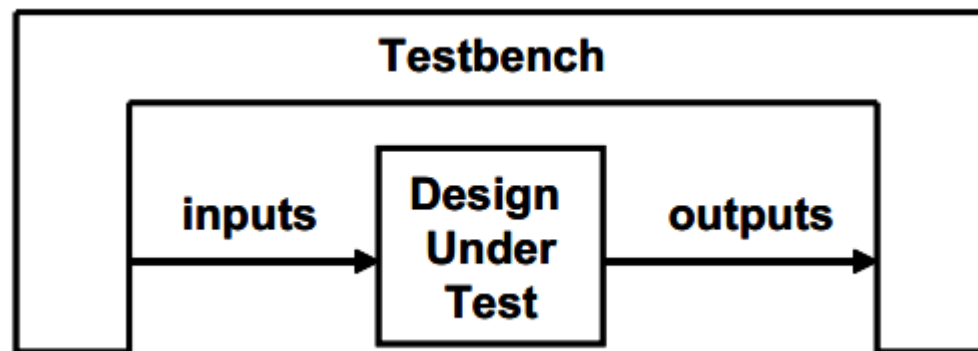 Testbench
inputs
Design
Under
Test
outputs